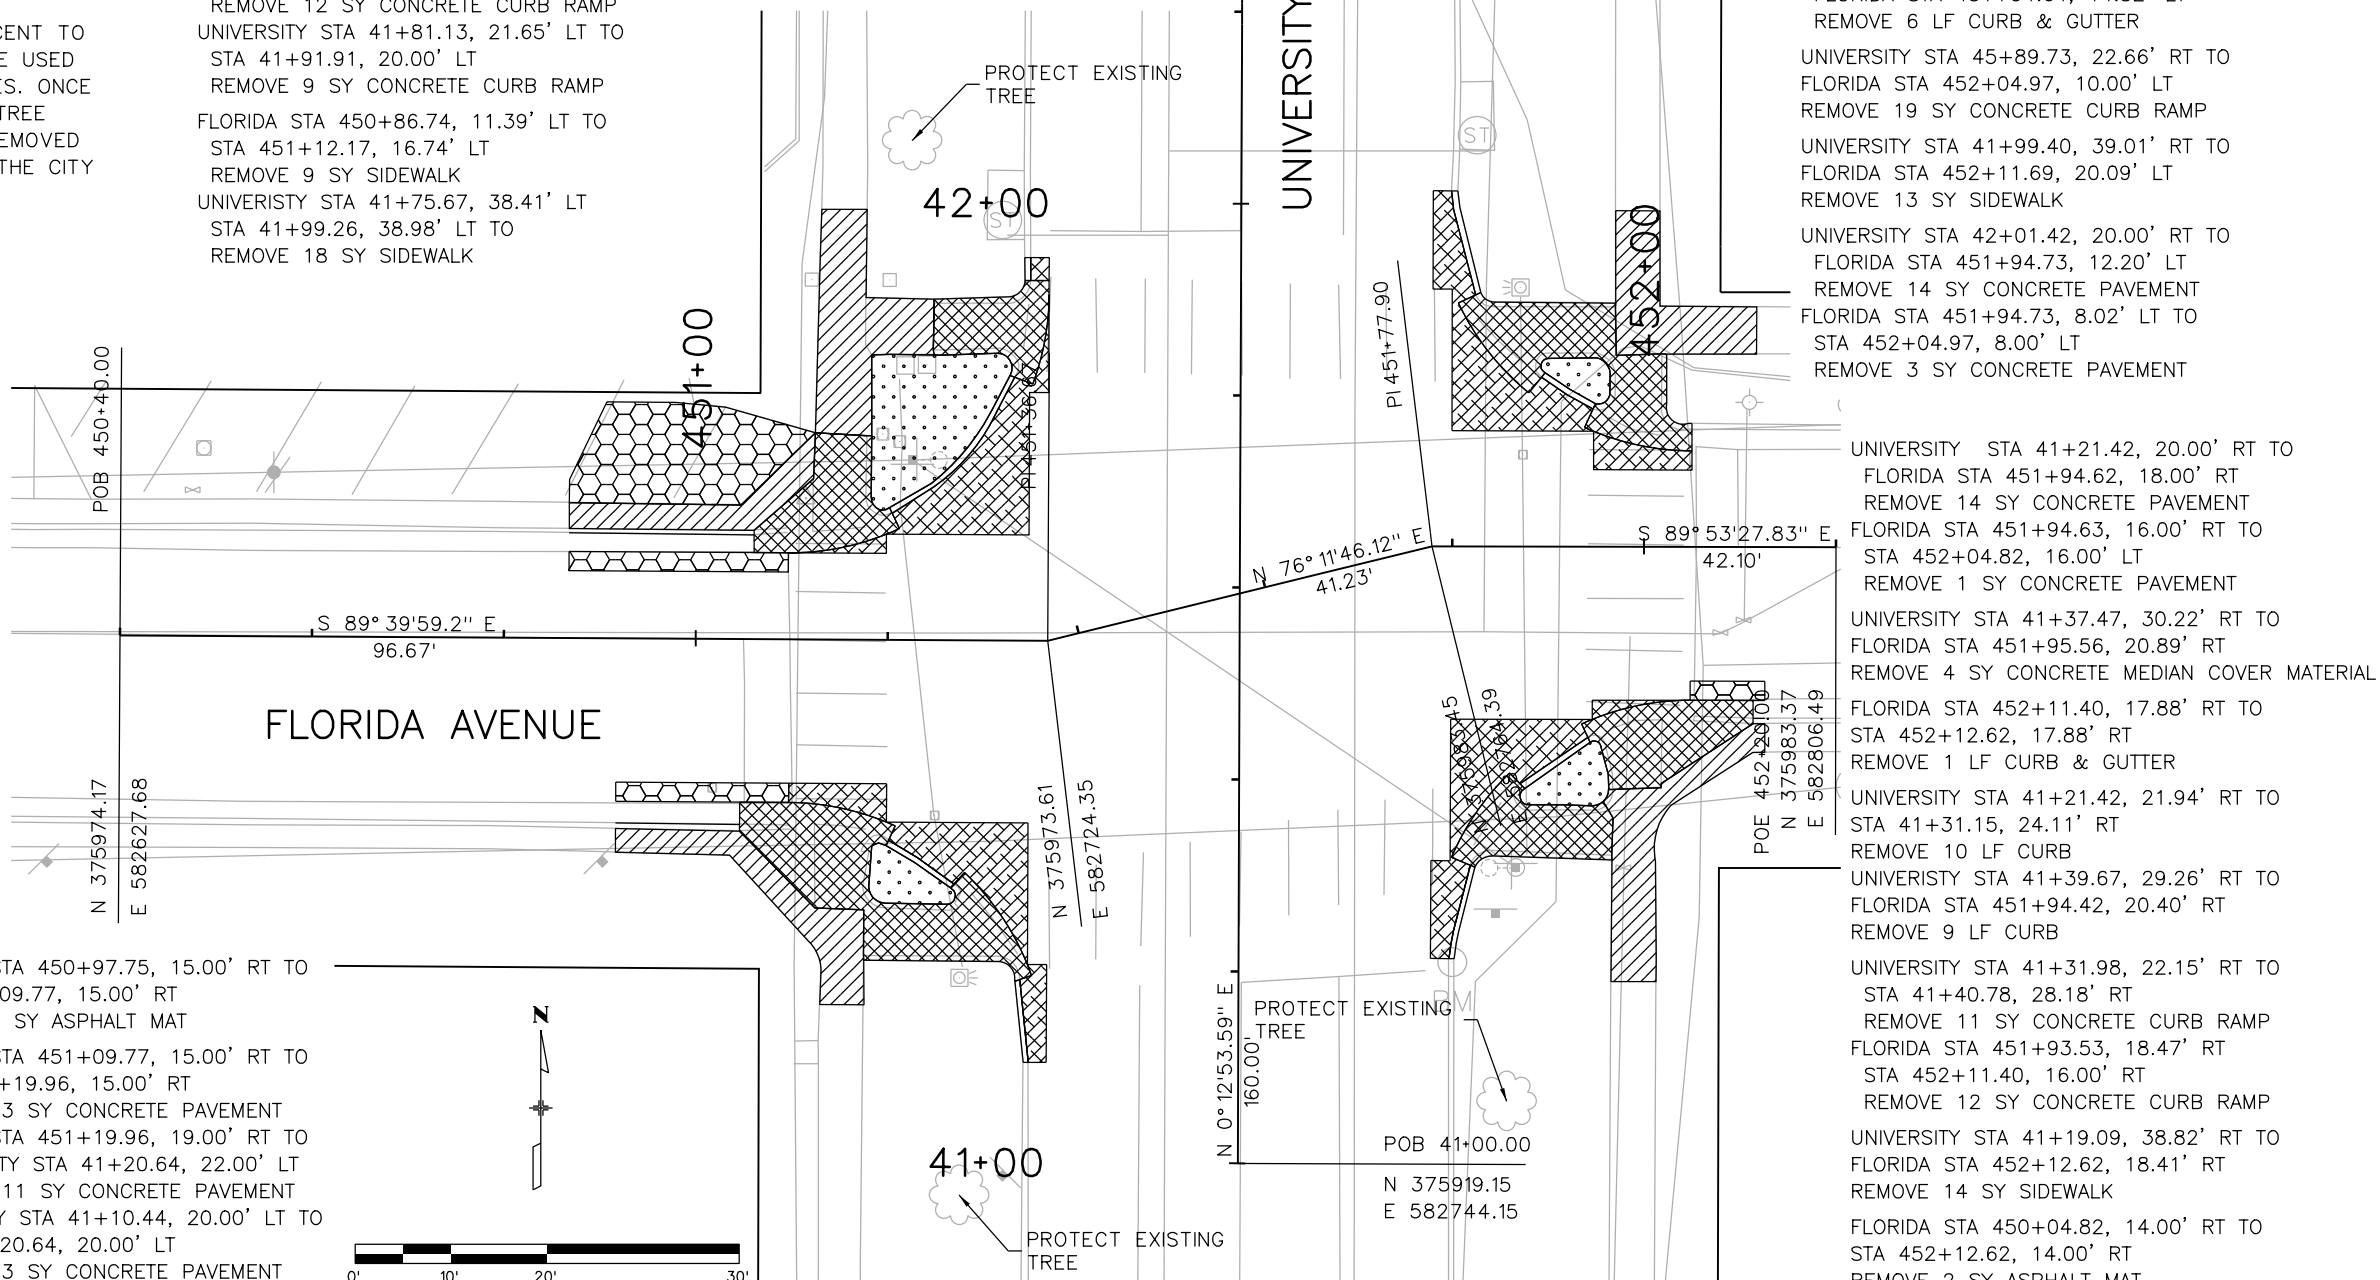 CENT TO
E USED
ES. ONCE
TREE
EMOVED
THE CITY
REMOVE 12 SY CONCRETE CURB RAMP
UNIVERSITY STA 41+81.13, 21.65' LT TO
STA 41+91.91, 20.00' LT
REMOVE 9 SY CONCRETE CURB RAMP
FLORIDA STA 450+86.74, 11.39' LT TO
STA 451+12.17, 16.74' LT
REMOVE 9 SY SIDEWALK
UNIVERISTY STA 41+75.67, 38.41' LT
STA 41+99.26, 38.98' LT TO
REMOVE 18 SY SIDEWALK
PROTECT EXISTING
TREE
42+00
ST
UNIVERSITY
ST
REMOVE 6 LF CURB & GUTTER
UNIVERSITY STA 45+89.73, 22.66' RT TO
FLORIDA STA 452+04.97, 10.00' LT
REMOVE 19 SY CONCRETE CURB RAMP
UNIVERSITY STA 41+99.40, 39.01' RT TO
FLORIDA STA 452+11.69, 20.09' LT
REMOVE 13 SY SIDEWALK
UNIVERSITY STA 42+01.42, 20.00' RT TO
FLORIDA STA 451+94.73, 12.20' LT
REMOVE 14 SY CONCRETE PAVEMENT
FLORIDA STA 451+94.73, 8.02' LT TO
STA 452+04.97, 8.00' LT
REMOVE 3 SY CONCRETE PAVEMENT
POB 450+40.00
451+00
PI 451+36.67
PI 451+77.90
452+00
UNIVERSITY STA 41+21.42, 20.00' RT TO
FLORIDA STA 451+94.62, 18.00' RT
REMOVE 14 SY CONCRETE PAVEMENT
FLORIDA STA 451+94.63, 16.00' RT TO
STA 452+04.82, 16.00' LT
REMOVE 1 SY CONCRETE PAVEMENT
UNIVERSITY STA 41+37.47, 30.22' RT TO
FLORIDA STA 451+95.56, 20.89' RT
REMOVE 4 SY CONCRETE MEDIAN COVER MATERIAL
FLORIDA STA 452+11.40, 17.88' RT TO
STA 452+12.62, 17.88' RT
REMOVE 1 LF CURB & GUTTER
UNIVERSITY STA 41+21.42, 21.94' RT TO
STA 41+31.15, 24.11' RT
REMOVE 10 LF CURB
UNIVERISTY STA 41+39.67, 29.26' RT TO
FLORIDA STA 451+94.42, 20.40' RT
REMOVE 9 LF CURB
UNIVERSITY STA 41+31.98, 22.15' RT TO
STA 41+40.78, 28.18' RT
REMOVE 11 SY CONCRETE CURB RAMP
FLORIDA STA 451+93.53, 18.47' RT
STA 452+11.40, 16.00' RT
REMOVE 12 SY CONCRETE CURB RAMP
UNIVERSITY STA 41+19.09, 38.82' RT TO
FLORIDA STA 452+12.62, 18.41' RT
REMOVE 14 SY SIDEWALK
FLORIDA STA 450+04.82, 14.00' RT TO
STA 452+12.62, 14.00' RT
REMOVE 2 SY ASPHALT MAT
S 89°39'59.2" E
96.67'
N 76°11'46.12" E
41.23'
S 89°53'27.83" E
42.10'
FLORIDA AVENUE
N 375974.17
E 582627.68
N 375973.61
E 582724.35
POE 452+20.00
N 375983.37
E 582806.49
STA 450+97.75, 15.00' RT TO
09.77, 15.00' RT
SY ASPHALT MAT
STA 451+09.77, 15.00' RT TO
+19.96, 15.00' RT
3 SY CONCRETE PAVEMENT
STA 451+19.96, 19.00' RT TO
TY STA 41+20.64, 22.00' LT
11 SY CONCRETE PAVEMENT
Y STA 41+10.44, 20.00' LT TO
20.64, 20.00' LT
3 SY CONCRETE PAVEMENT
N
0' 10' 20' 30'
41+00
PROTECT EXISTING
TREE
N 0°12'53.59" E
160.00'
PROTECT EXISTING
TREE
BM
POB 41+00.00
N 375919.15
E 582744.15